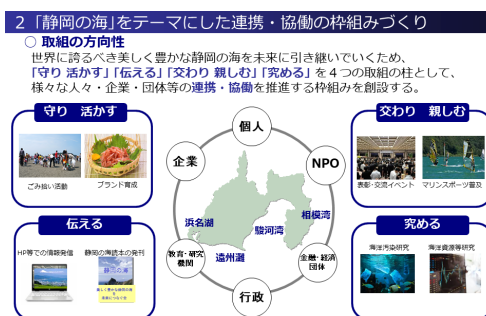 2 「静岡の海」をテーマにした連携・協働の枠組みづくり
○ 取組の方向性
世界に誇るべき美しく豊かな静岡の海を未来に引き継いでいくため、
「守り 活かす」「伝える」「交わり 親しむ」「究める」を４つの取組の柱として、
様々な人々・企業・団体等の連携・協働を推進する枠組みを創設する。
守り 活かす
ごみ拾い活動
ブランド育成
伝える
HP等での情報発信
静岡の海読本の発刊
静岡の海
個人
企業
NPO
教育・研究
機関
金融・経済
団体
行政
浜名湖
遠州灘
駿河湾
相模湾
交わり 親しむ
表彰・交流イベント
マリンスポーツ普及
究める
海洋汚染研究
海洋資源等研究